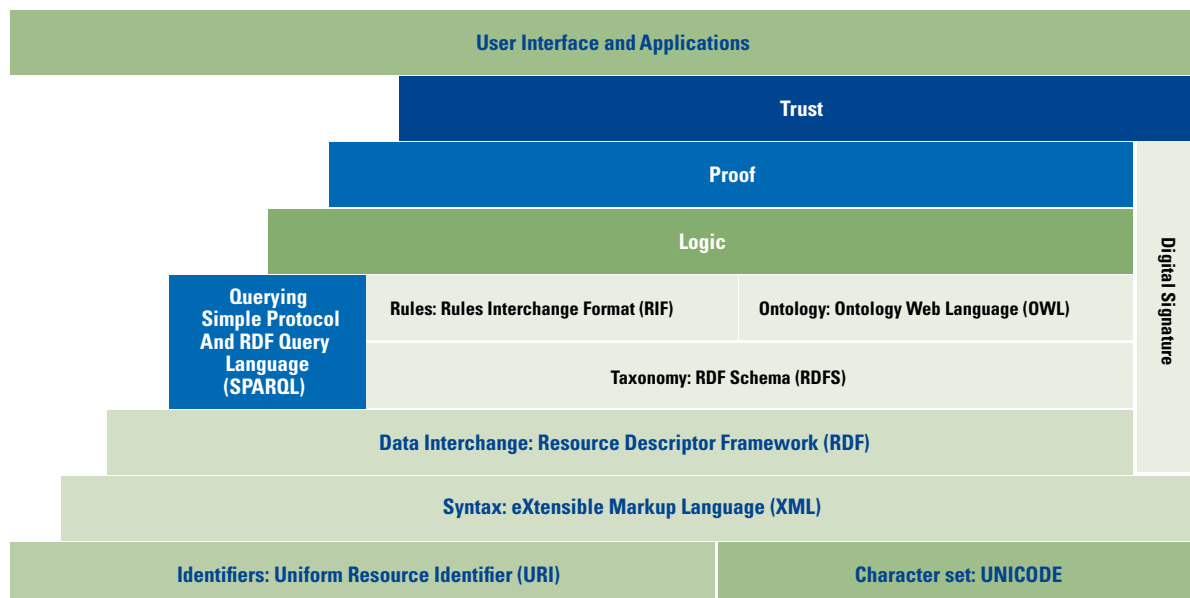 User Interface and Applications
Trust
Proof
Logic
Querying
Simple Protocol
And RDF Query
Language
(SPARQL)
Rules: Rules Interchange Format (RIF)
Ontology: Ontology Web Language (OWL)
Taxonomy: RDF Schema (RDFS)
Digital Signature
Data Interchange: Resource Descriptor Framework (RDF)
Syntax: eXtensible Markup Language (XML)
Identifiers: Uniform Resource Identifier (URI)
Character set: UNICODE